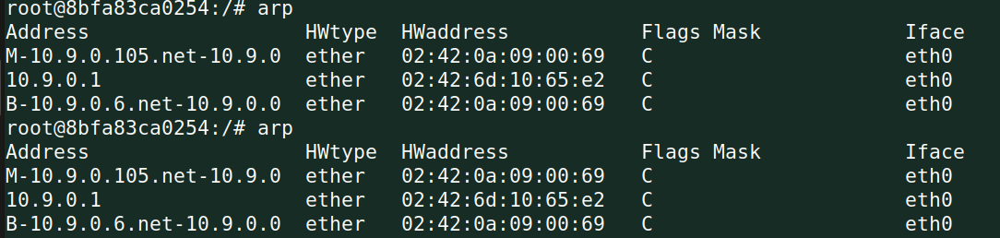 root@8bfa83ca0254:/# arp
Address                  HWtype  HWaddress           Flags Mask            Iface
M-10.9.0.105.net-10.9.0  ether   02:42:0a:09:00:69   C                     eth0
10.9.0.1                 ether   02:42:6d:10:65:e2   C                     eth0
B-10.9.0.6.net-10.9.0.0  ether   02:42:0a:09:00:69   C                     eth0
root@8bfa83ca0254:/# arp
Address                  HWtype  HWaddress           Flags Mask            Iface
M-10.9.0.105.net-10.9.0  ether   02:42:0a:09:00:69   C                     eth0
10.9.0.1                 ether   02:42:6d:10:65:e2   C                     eth0
B-10.9.0.6.net-10.9.0.0  ether   02:42:0a:09:00:69   C                     eth0